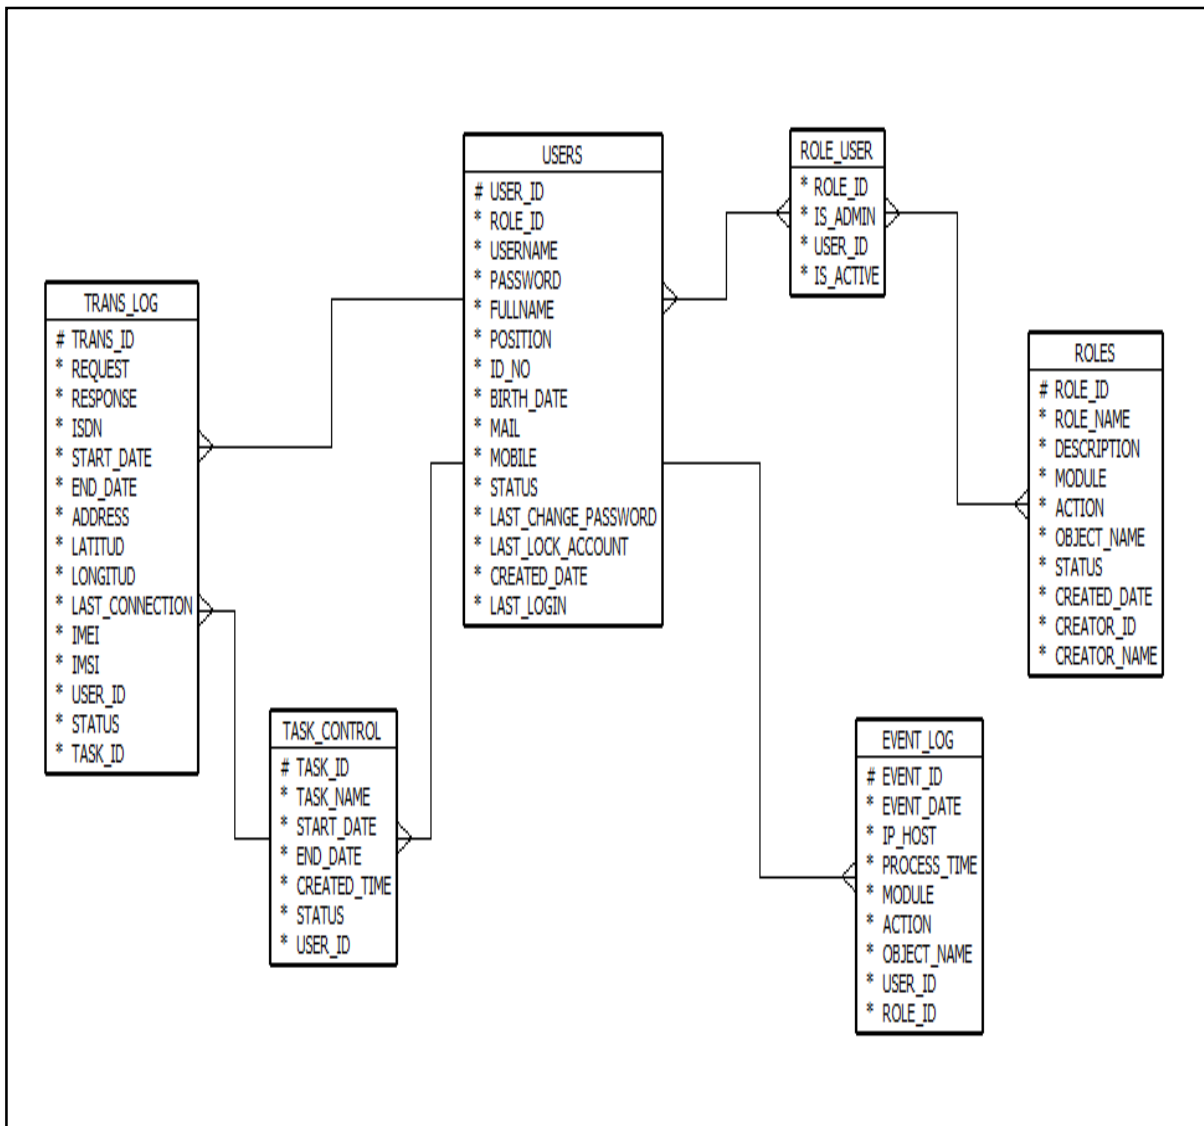 USERS
# USER_ID
* ROLE_ID
* USERNAME
* PASSWORD
* FULLNAME
* POSITION
* ID_NO
* BIRTH_DATE
* MAIL
* MOBILE
* STATUS
* LAST_CHANGE_PASSWORD
* LAST_LOCK_ACCOUNT
* CREATED_DATE
* LAST_LOGIN
ROLE_USER
* ROLE_ID
* IS_ADMIN
* USER_ID
* IS_ACTIVE
TRANS_LOG
# TRANS_ID
* REQUEST
* RESPONSE
* ISDN
* START_DATE
* END_DATE
* ADDRESS
* LATITUD
* LONGITUD
* LAST_CONNECTION
* IMEI
* IMSI
* USER_ID
* STATUS
* TASK_ID
ROLES
# ROLE_ID
* ROLE_NAME
* DESCRIPTION
* MODULE
* ACTION
* OBJECT_NAME
* STATUS
* CREATED_DATE
* CREATOR_ID
* CREATOR_NAME
TASK_CONTROL
# TASK_ID
* TASK_NAME
* START_DATE
* END_DATE
* CREATED_TIME
* STATUS
* USER_ID
EVENT_LOG
# EVENT_ID
* EVENT_DATE
* IP_HOST
* PROCESS_TIME
* MODULE
* ACTION
* OBJECT_NAME
* USER_ID
* ROLE_ID